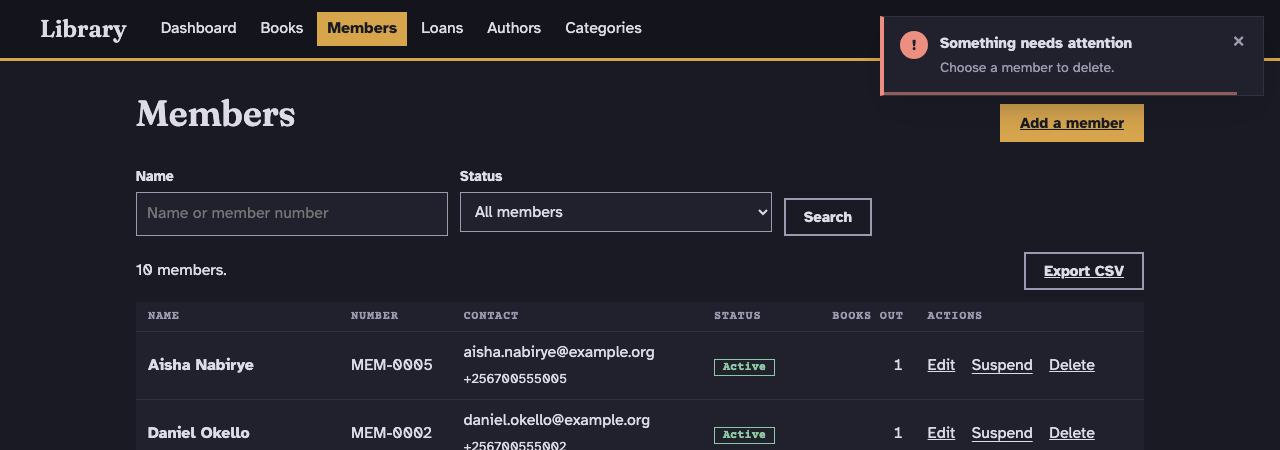 Library Dashboard Books Members Loans Authors Categories
! Something needs attention ×
Choose a member to delete.
Members
Add a member
Name Status
Name or member number All members Search
10 members. Export CSV
NAME NUMBER CONTACT STATUS BOOKS OUT ACTIONS
Aisha Nabirye MEM-0005 aisha.nabirye@example.org Active 1 Edit Suspend Delete
+256700555005
Daniel Okello MEM-0002 daniel.okello@example.org Active 1 Edit Suspend Delete
+256700555002